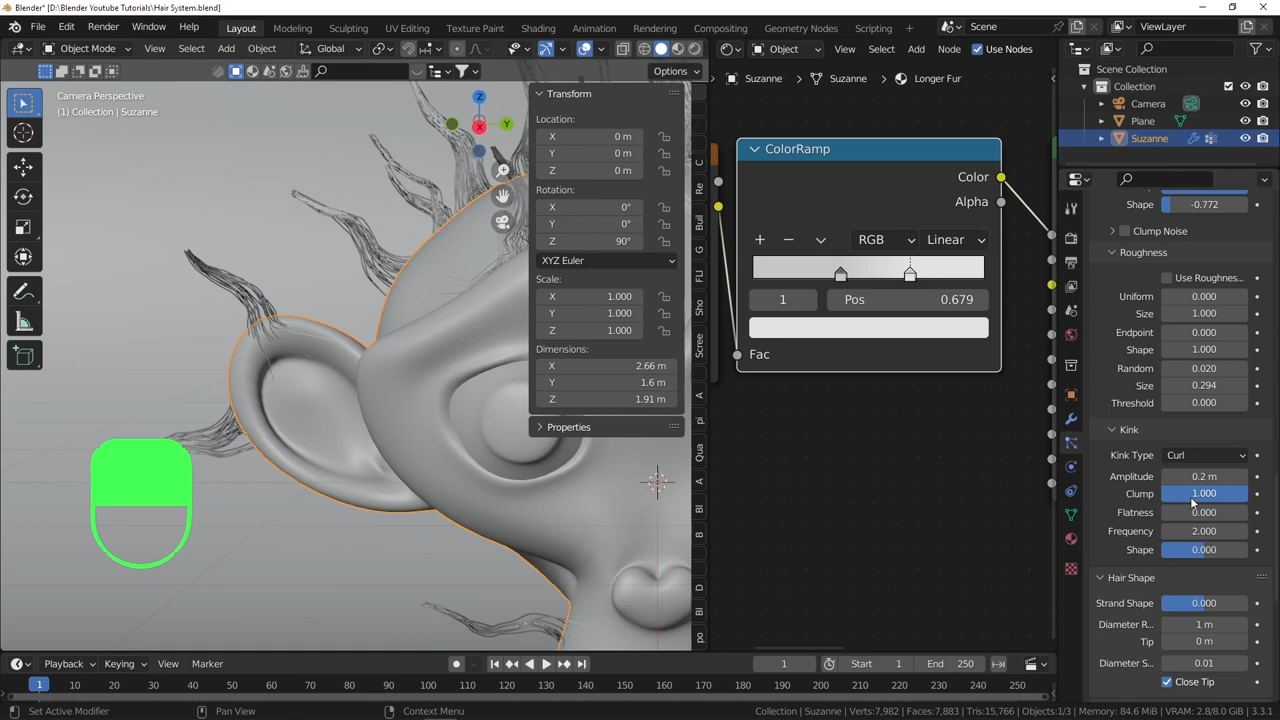 Blender* [D:\Blender Youtube Tutorials\Hair System.blend]
File Edit Render Window Help Layout Modeling Sculpting UV Editing Texture Paint Shading Animation Rendering Compositing Geometry Nodes Scripting Scene ViewLayer
Object Mode View Select Add Object Global Object View Select Add Node Use Nodes
Options
Camera Perspective
(1) Collection | Suzanne
Z
Y
X
Transform
Location:
X 0 m
Y 0 m
Z 0 m
Rotation:
X 0°
Y 0°
Z 90°
XYZ Euler
Scale:
X 1.000
Y 1.000
Z 1.000
Dimensions:
X 2.66 m
Y 1.6 m
Z 1.91 m
Properties
C
Re
Buil
G
FLI
Sho
Scree
A
pi
Qua
A
Bl
B
D
Bl
po
Suzanne Suzanne Longer Fur
ColorRamp
Color
Alpha
RGB Linear
1 Pos 0.679
Fac
Scene Collection
Collection
Camera
Plane
Suzanne
Shape -0.772
Clump Noise
Roughness
Use Roughnes...
Uniform 0.000
Size 1.000
Endpoint 0.000
Shape 1.000
Random 0.020
Size 0.294
Threshold 0.000
Kink
Kink Type Curl
Amplitude 0.2 m
Clump 1.000
Flatness 0.000
Frequency 2.000
Shape 0.000
Hair Shape
Strand Shape 0.000
Diameter R... 1 m
Tip 0 m
Diameter S... 0.01
Close Tip
Playback Keying View Marker 1 Start 1 End 250
1 10 20 30 40 50 60 70 80 90 100 110 120 130 140 150 160 170 180 190 200 210 220 230 240 250
Set Active Modifier Pan View Context Menu Collection | Suzanne | Verts:7,982 | Faces:7,883 | Tris:15,766 | Objects:1/3 | Memory: 84.6 MiB | VRAM: 2.8/8.0 GiB | 3.3.1